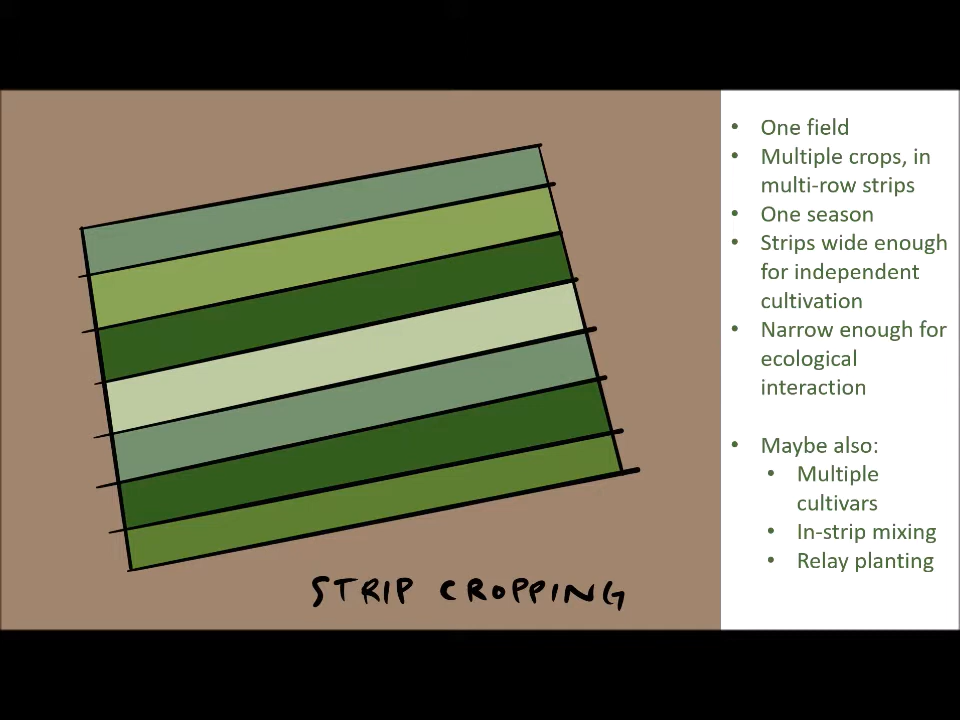 • One field
• Multiple crops, in
multi-row strips
• One season
• Strips wide enough
for independent
cultivation
• Narrow enough for
ecological
interaction
• Maybe also:
• Multiple
cultivars
• In-strip mixing
• Relay planting
STRIP CROPPING